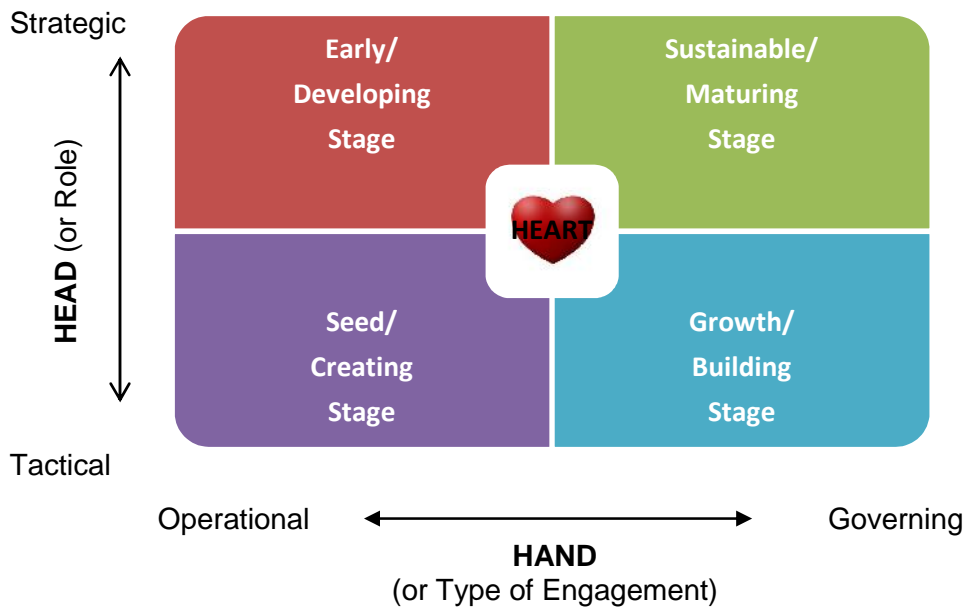 Strategic
Early/
Developing
Stage
Sustainable/
Maturing
Stage
HEART
HEAD (or Role)
Seed/
Creating
Stage
Growth/
Building
Stage
Tactical
Operational
Governing
HAND
(or Type of Engagement)